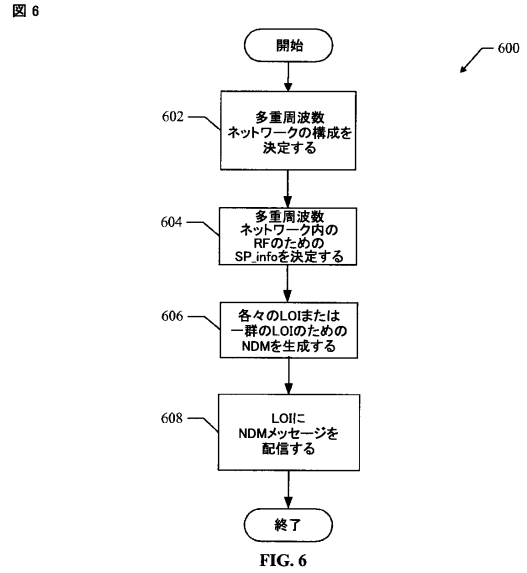 図 6
開始
600
602
多重周波数
ネットワークの構成を
決定する
604
多重周波数
ネットワーク内の
RFのための
SP_infoを決定する
606
各々のLOIまたは
一群のLOIのための
NDMを生成する
608
LOIに
NDMメッセージを
配信する
終了
FIG. 6